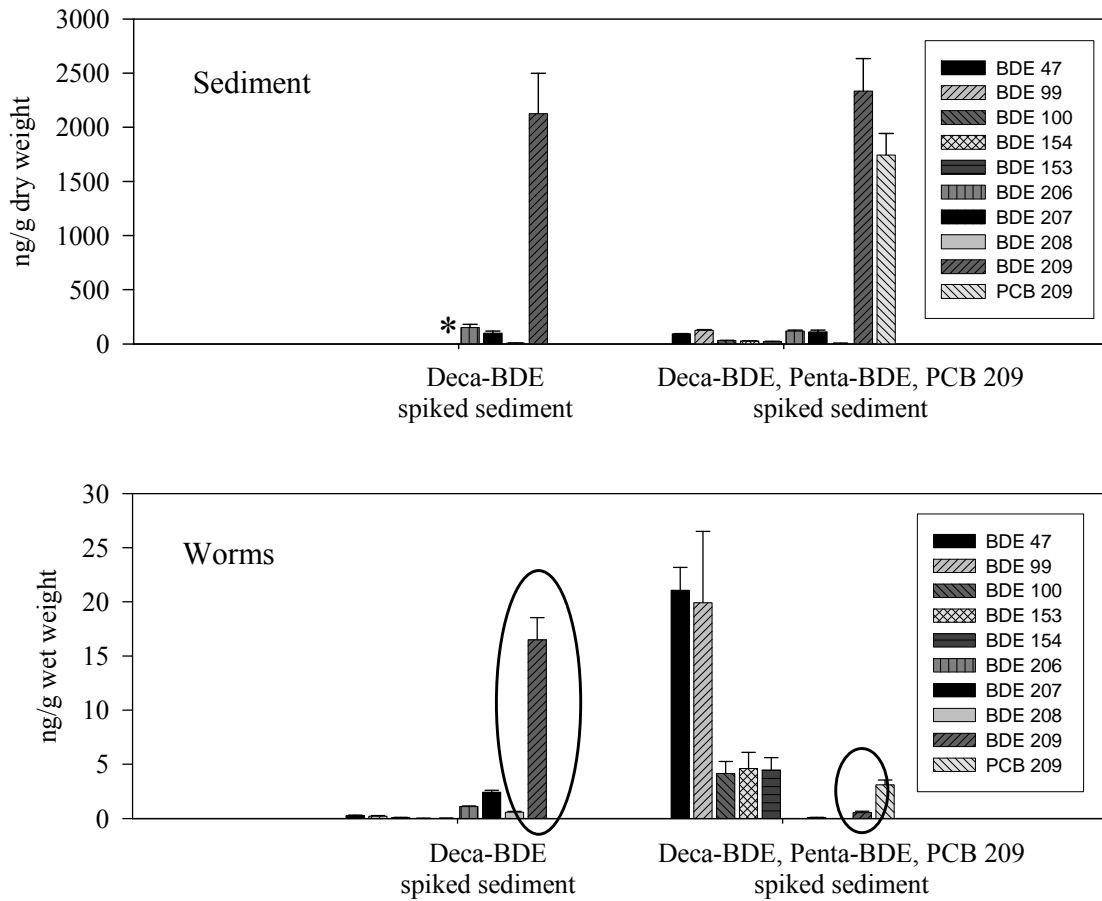 3000
2500
2000
1500
1000
500
0
ng/g dry weight
Sediment
*
BDE 47
BDE 99
BDE 100
BDE 154
BDE 153
BDE 206
BDE 207
BDE 208
BDE 209
PCB 209
Deca-BDE
spiked sediment
Deca-BDE, Penta-BDE, PCB 209
spiked sediment
30
25
20
15
10
5
0
ng/g wet weight
Worms
BDE 47
BDE 99
BDE 100
BDE 153
BDE 154
BDE 206
BDE 207
BDE 208
BDE 209
PCB 209
Deca-BDE
spiked sediment
Deca-BDE, Penta-BDE, PCB 209
spiked sediment